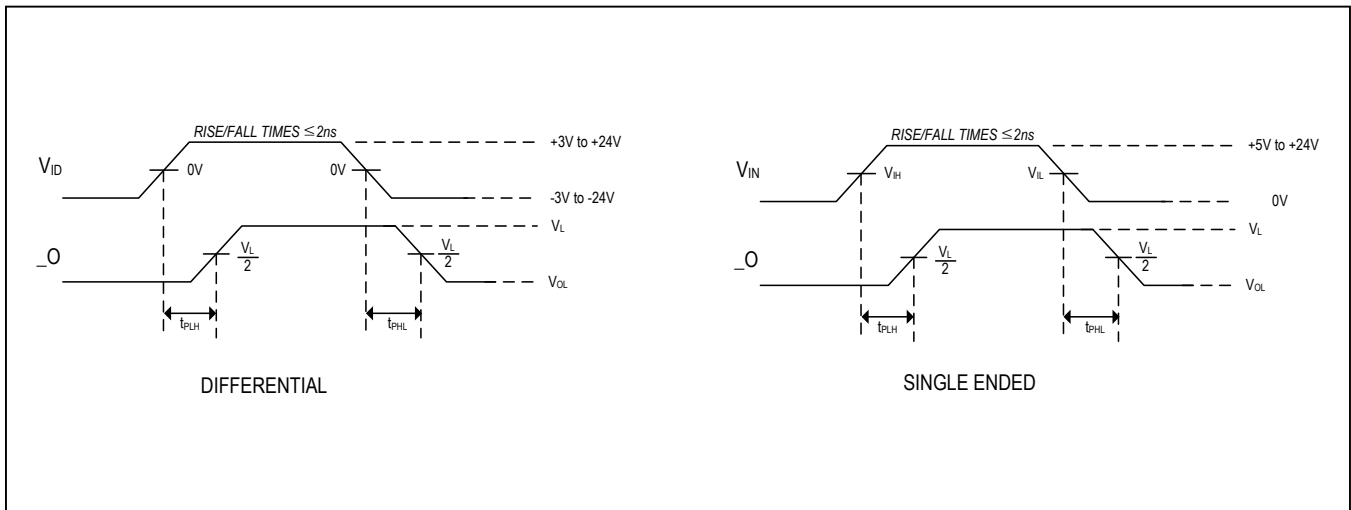 RISE/FALL TIMES ≤2ns
+3V to +24V
VID
0V
0V
-3V to -24V
VL
_O
VL
2
VL
2
VOL
tPLH
tPHL
DIFFERENTIAL
RISE/FALL TIMES ≤2ns
+5V to +24V
VIN
VIH
VIL
0V
VL
_O
VL
2
VL
2
VOL
tPLH
tPHL
SINGLE ENDED